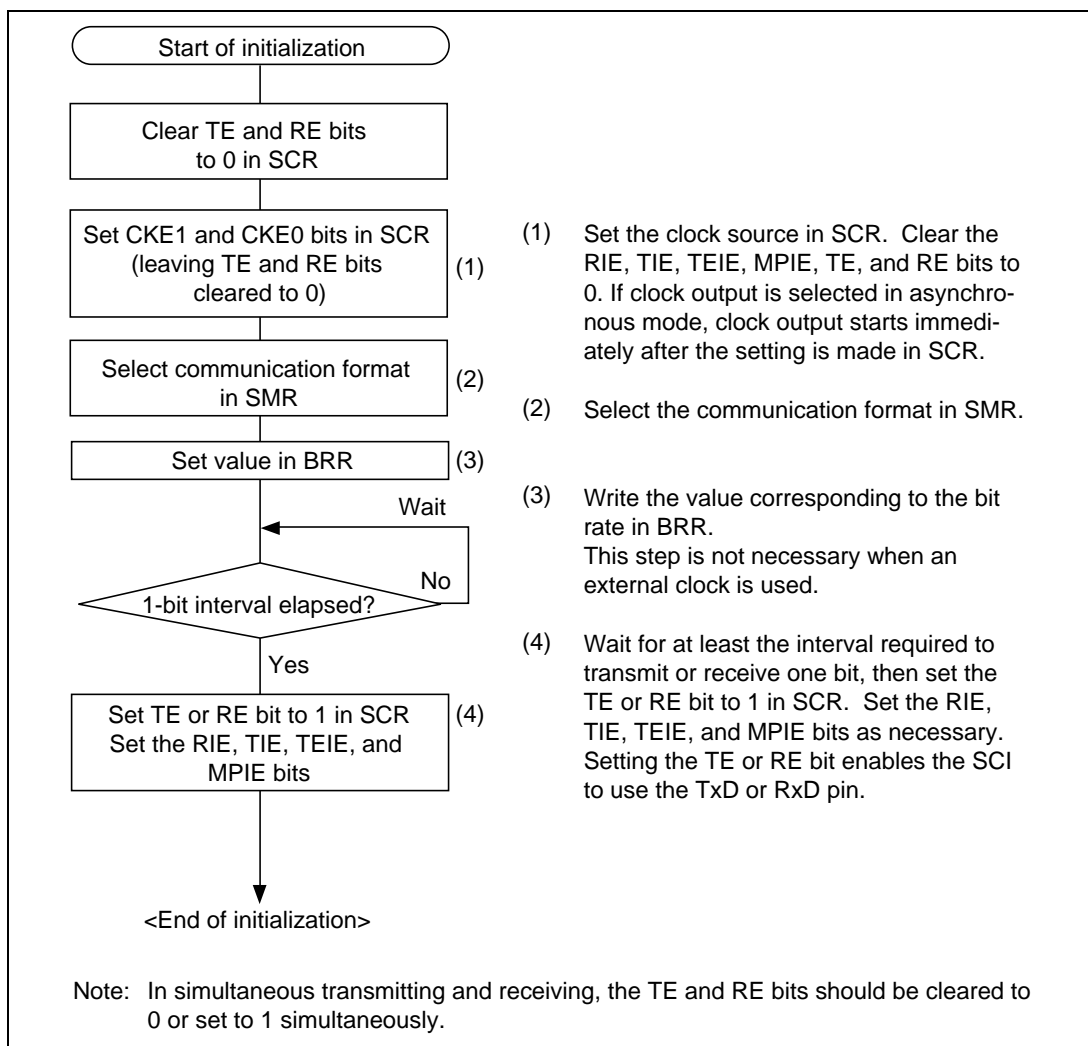 Start of initialization
Clear TE and RE bits
to 0 in SCR
Set CKE1 and CKE0 bits in SCR
(leaving TE and RE bits
cleared to 0)
(1)
Select communication format
in SMR
(2)
Set value in BRR
(3)
Wait
No
1-bit interval elapsed?
Yes
Set TE or RE bit to 1 in SCR
Set the RIE, TIE, TEIE, and
MPIE bits
(4)
<End of initialization>
(1) Set the clock source in SCR. Clear the
RIE, TIE, TEIE, MPIE, TE, and RE bits to
0. If clock output is selected in asynchro-
nous mode, clock output starts immedi-
ately after the setting is made in SCR.
(2) Select the communication format in SMR.
(3) Write the value corresponding to the bit
rate in BRR.
This step is not necessary when an
external clock is used.
(4) Wait for at least the interval required to
transmit or receive one bit, then set the
TE or RE bit to 1 in SCR. Set the RIE,
TIE, TEIE, and MPIE bits as necessary.
Setting the TE or RE bit enables the SCI
to use the TxD or RxD pin.
Note: In simultaneous transmitting and receiving, the TE and RE bits should be cleared to
0 or set to 1 simultaneously.